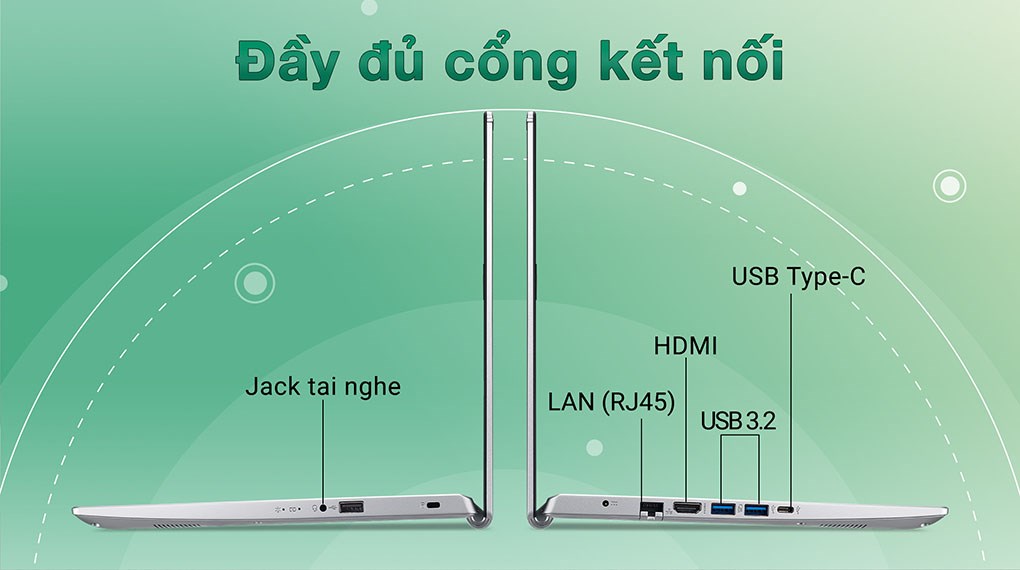 Đầy đủ cổng kết nối
USB Type-C
HDMI
Jack tai nghe
LAN (RJ45)
USB 3.2